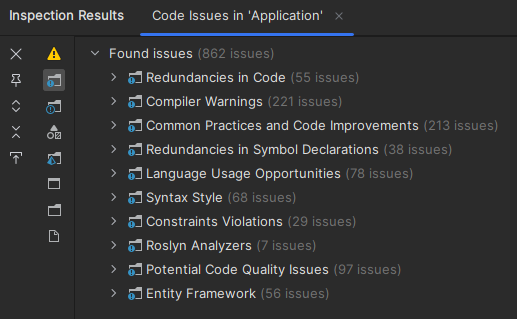 Inspection Results Code Issues in 'Application'
Found issues (862 issues)
Redundancies in Code (55 issues)
Compiler Warnings (221 issues)
Common Practices and Code Improvements (213 issues)
Redundancies in Symbol Declarations (38 issues)
Language Usage Opportunities (78 issues)
Syntax Style (68 issues)
Constraints Violations (29 issues)
Roslyn Analyzers (7 issues)
Potential Code Quality Issues (97 issues)
Entity Framework (56 issues)